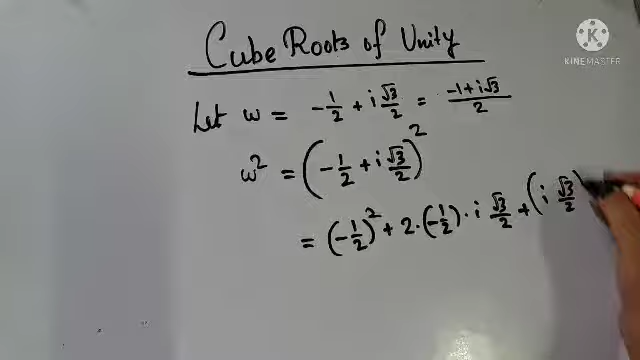 Cube Roots of Unity
K
KINEMASTER
Let w = -1/2 + i √3/2 = (-1+i√3)/2
w² = (-1/2 + i √3/2)²
= (-1/2)² + 2·(-1/2)·i √3/2 + (i √3/2)